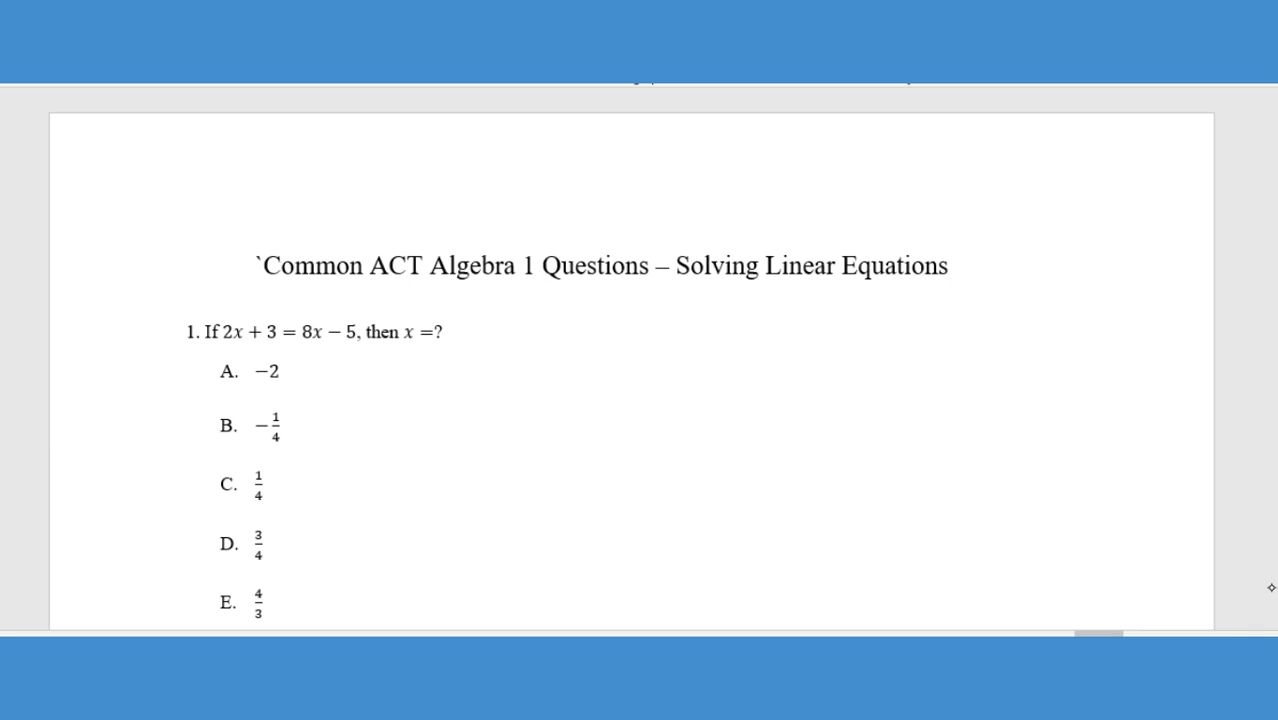 `Common ACT Algebra 1 Questions – Solving Linear Equations
1. If 2x + 3 = 8x − 5, then x =?
A. −2
B. −1/4
C. 1/4
D. 3/4
E. 4/3